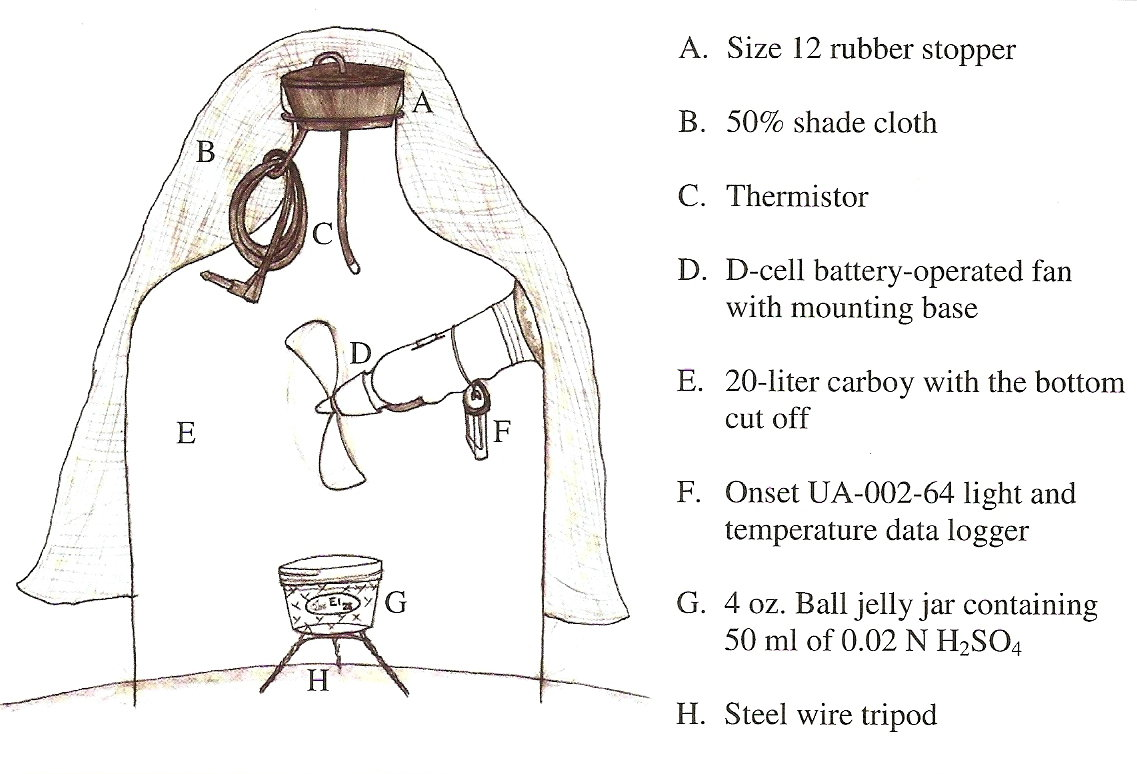 A
B
C
D
E
F
G
E1
H
A. Size 12 rubber stopper
B. 50% shade cloth
C. Thermistor
D. D-cell battery-operated fan
with mounting base
E. 20-liter carboy with the bottom
cut off
F. Onset UA-002-64 light and
temperature data logger
G. 4 oz. Ball jelly jar containing
50 ml of 0.02 N H₂SO₄
H. Steel wire tripod